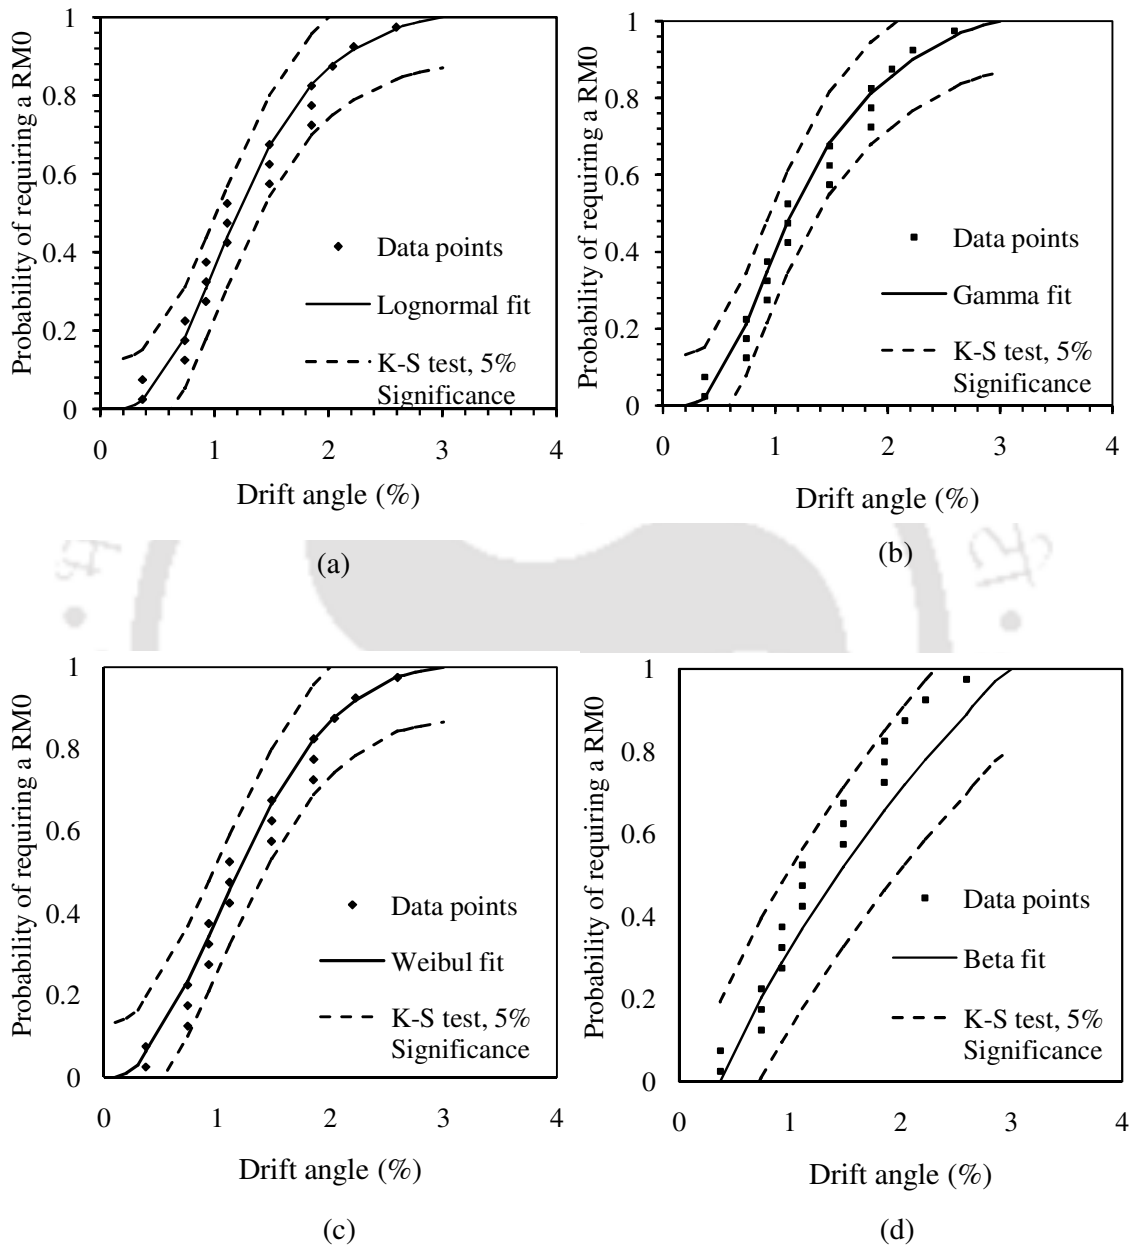 Probability of requiring a RM0
1
0.8
0.6
0.4
0.2
0
Data points
Lognormal fit
K-S test, 5%
Significance
0 1 2 3 4
Drift angle (%)
(a)
Probability of requiring a RM0
1
0.8
0.6
0.4
0.2
0
Data points
Gamma fit
K-S test, 5%
Significance
0 1 2 3 4
Drift angle (%)
(b)
Probability of requiring a RM0
1
0.8
0.6
0.4
0.2
0
Data points
Weibul fit
K-S test, 5%
Significance
0 1 2 3 4
Drift angle (%)
(c)
Probability of requiring a RM0
1
0.8
0.6
0.4
0.2
0
Data points
Beta fit
K-S test, 5%
Significance
0 1 2 3 4
Drift angle (%)
(d)